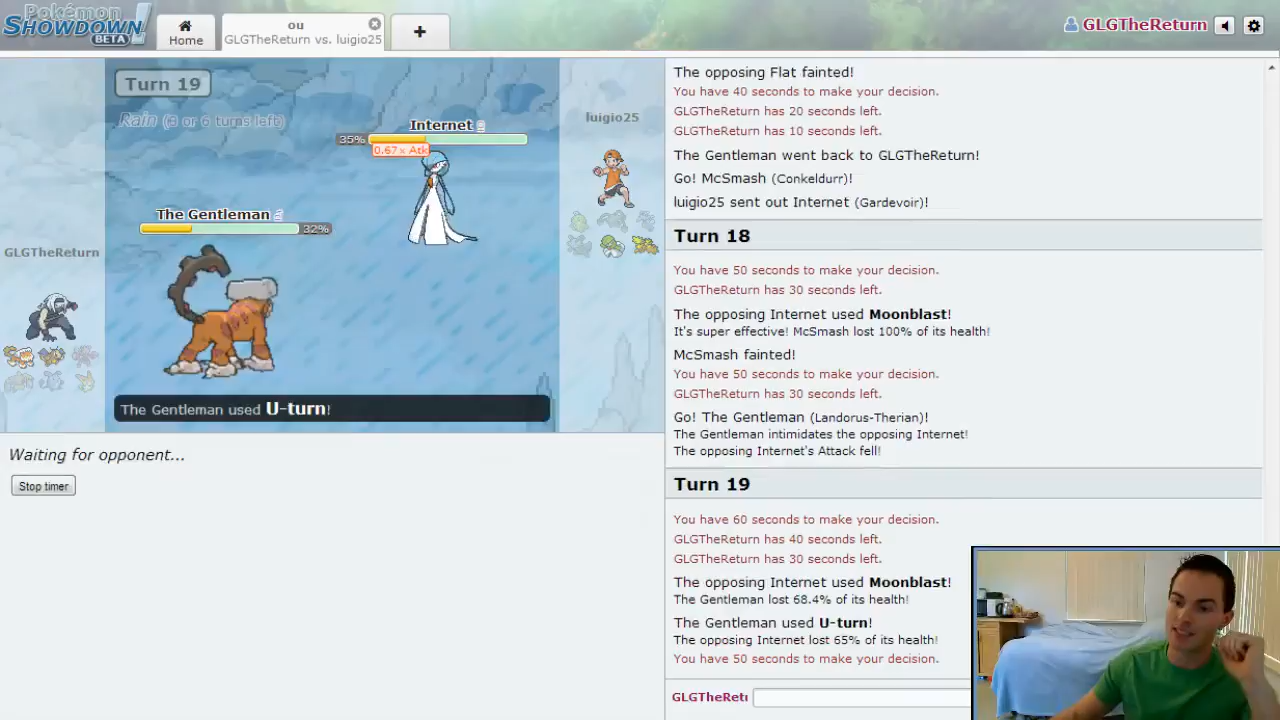 Pokémon
SHOWDOWN!
BETA
Home
ou
GLGTheReturn vs. luigio25
+
GLGTheReturn
Turn 19
Rain (3 or 6 turns left)
Internet
35%
0.67× Atk
luigio25
The Gentleman
32%
GLGTheReturn
The Gentleman used U-turn!
Waiting for opponent...
Stop timer
The opposing Flat fainted!
You have 40 seconds to make your decision.
GLGTheReturn has 20 seconds left.
GLGTheReturn has 10 seconds left.
The Gentleman went back to GLGTheReturn!
Go! McSmash (Conkeldurr)!
luigio25 sent out Internet (Gardevoir)!
Turn 18
You have 50 seconds to make your decision.
GLGTheReturn has 30 seconds left.
The opposing Internet used Moonblast!
It's super effective! McSmash lost 100% of its health!
McSmash fainted!
You have 50 seconds to make your decision.
GLGTheReturn has 30 seconds left.
Go! The Gentleman (Landorus-Therian)!
The Gentleman intimidates the opposing Internet!
The opposing Internet's Attack fell!
Turn 19
You have 60 seconds to make your decision.
GLGTheReturn has 40 seconds left.
GLGTheReturn has 30 seconds left.
The opposing Internet used Moonblast!
The Gentleman lost 68.4% of its health!
The Gentleman used U-turn!
The opposing Internet lost 65% of its health!
You have 50 seconds to make your decision.
GLGTheRetu